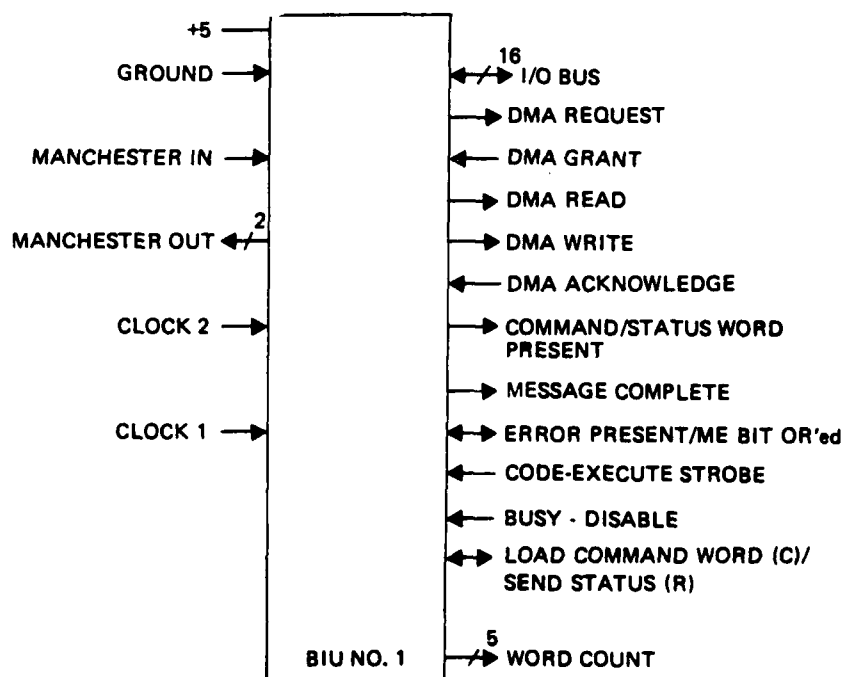 +5
GROUND
MANCHESTER IN
2
MANCHESTER OUT
CLOCK 2
CLOCK 1
BIU NO. 1
16
I/O BUS
DMA REQUEST
DMA GRANT
DMA READ
DMA WRITE
DMA ACKNOWLEDGE
COMMAND/STATUS WORD
PRESENT
MESSAGE COMPLETE
ERROR PRESENT/ME BIT OR'ed
CODE-EXECUTE STROBE
BUSY - DISABLE
LOAD COMMAND WORD (C)/
SEND STATUS (R)
5
WORD COUNT